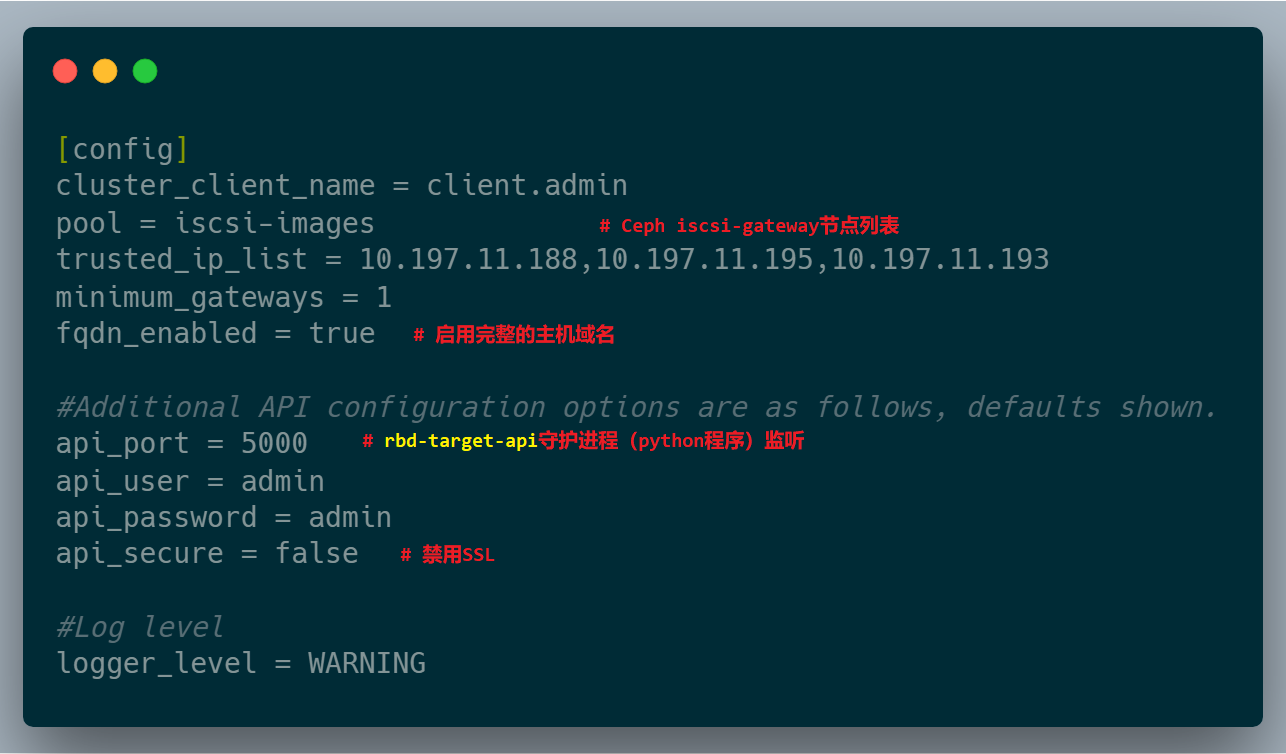 [config]
cluster_client_name = client.admin
pool = iscsi-images # Ceph iscsi-gateway节点列表
trusted_ip_list = 10.197.11.188,10.197.11.195,10.197.11.193
minimum_gateways = 1
fqdn_enabled = true # 启用完整的主机域名
#Additional API configuration options are as follows, defaults shown.
api_port = 5000 # rbd-target-api守护进程（python程序）监听
api_user = admin
api_password = admin
api_secure = false # 禁用SSL
#Log level
logger_level = WARNING